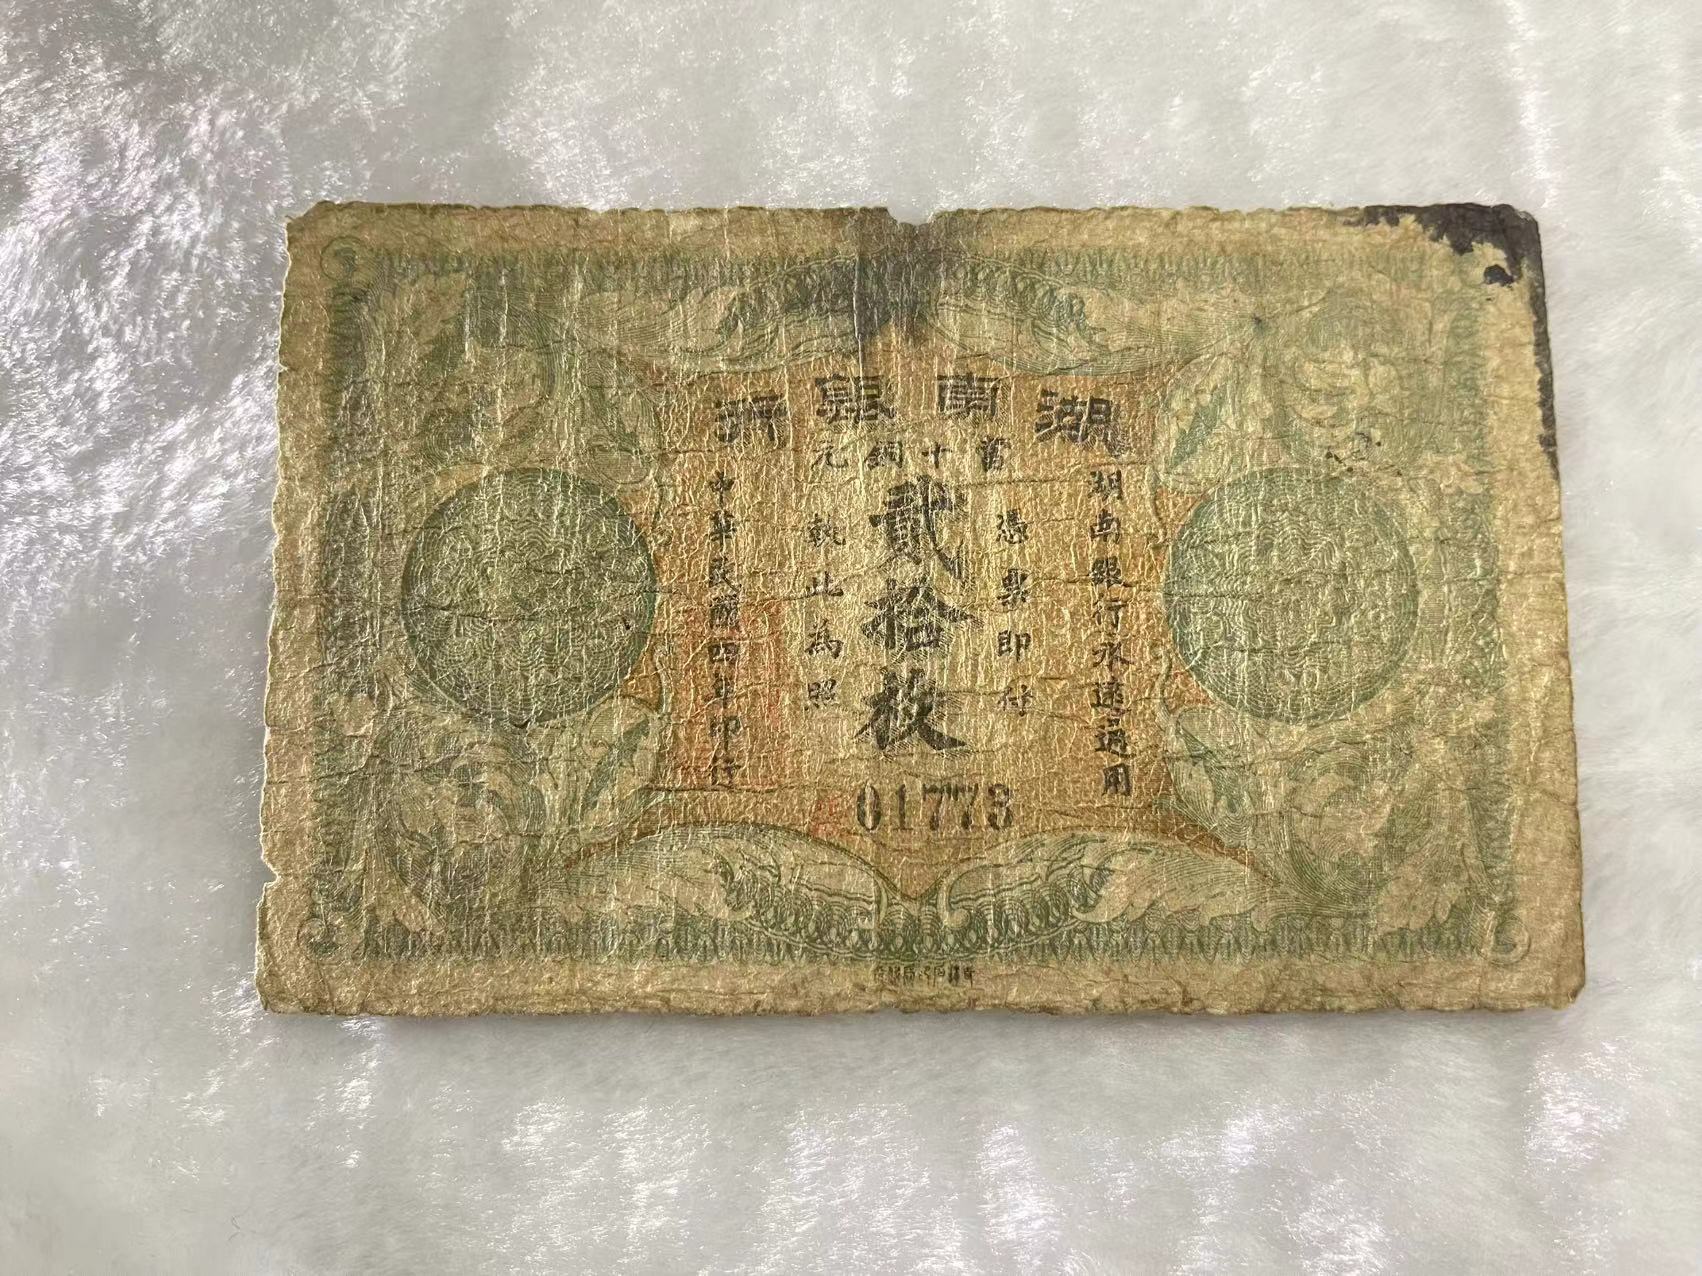 湖南銀行
當十銅元
湖南銀行永遠通用
憑票即付
貳拾枚
執此為照
中華民國四年印行
01773